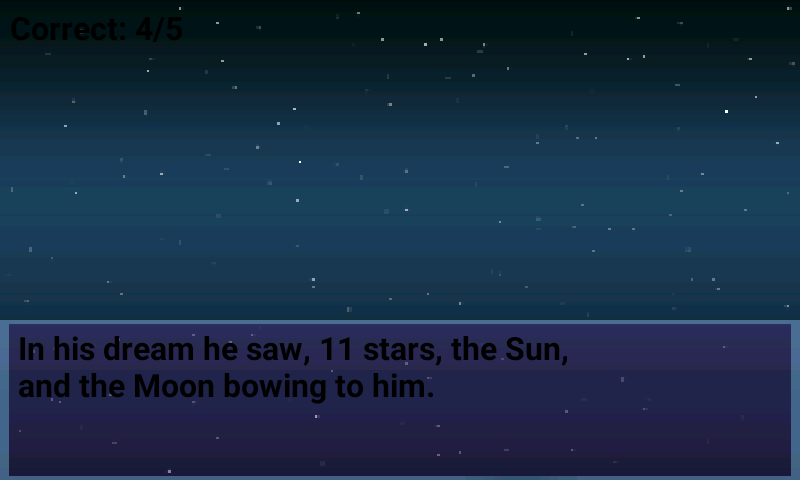 Correct: 4/5
In his dream he saw, 11 stars, the Sun,
and the Moon bowing to him.